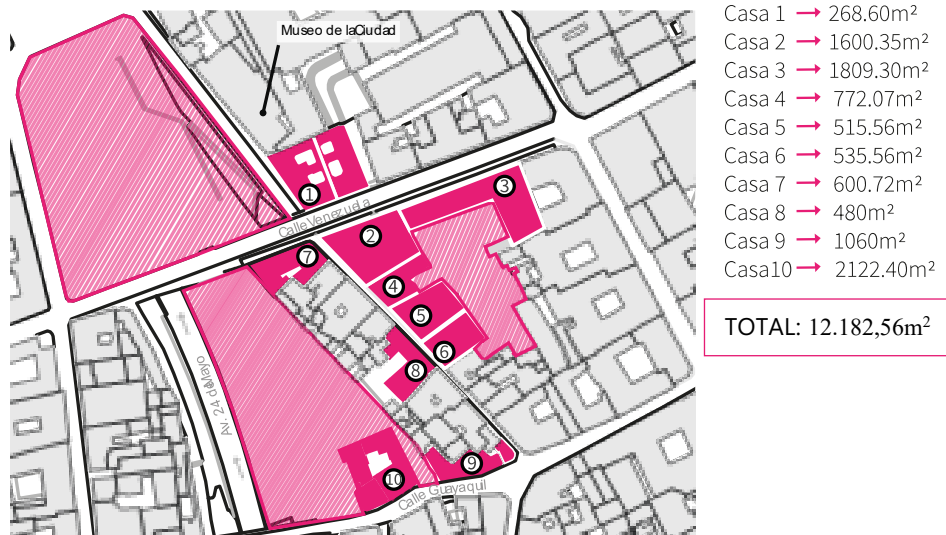 Museo de laCiudad
1
Calle Venezuela
3
2
7
4
5
6
8
Av. 24 deMayo
9
10
Calle Guayaquil
Casa 1 → 268.60m²
Casa 2 → 1600.35m²
Casa 3 → 1809.30m²
Casa 4 → 772.07m²
Casa 5 → 515.56m²
Casa 6 → 535.56m²
Casa 7 → 600.72m²
Casa 8 → 480m²
Casa 9 → 1060m²
Casa10 → 2122.40m²
TOTAL: 12.182,56m²